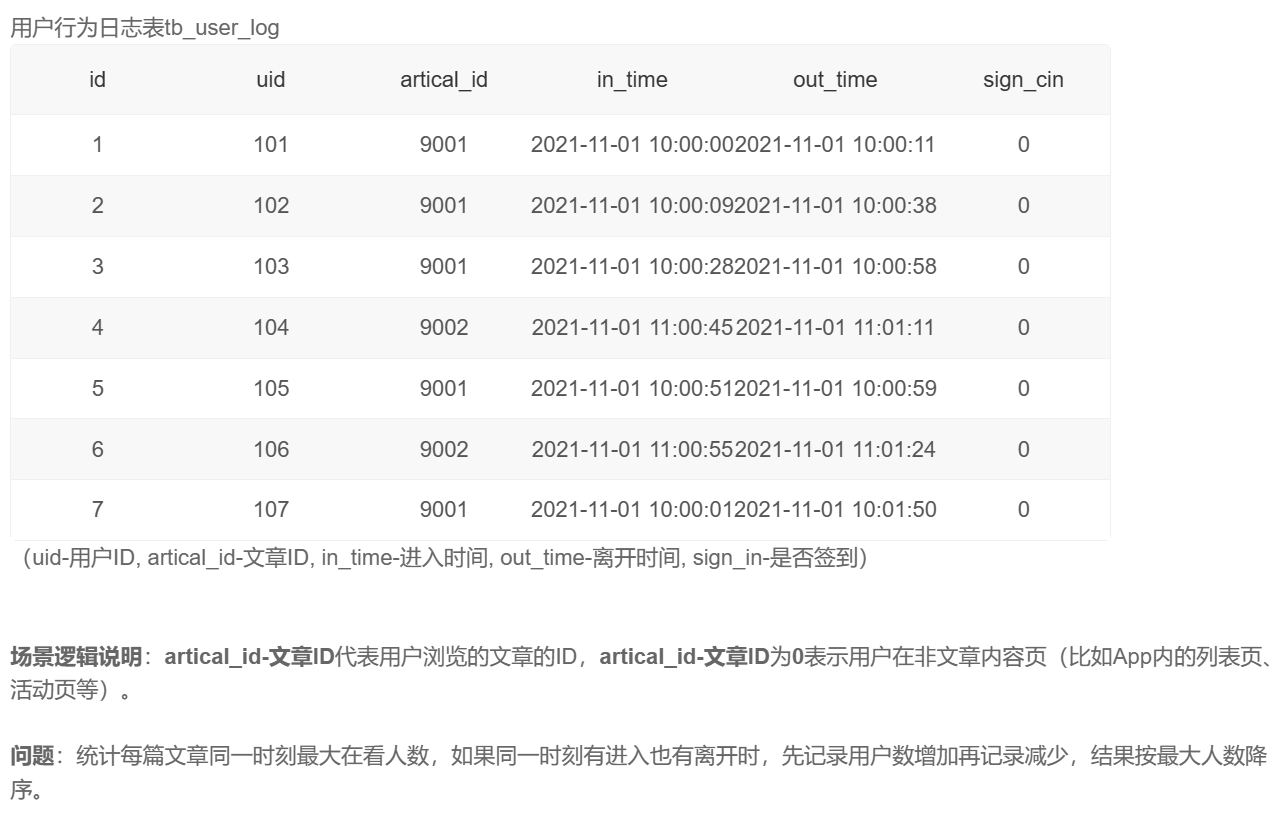 用户行为日志表tb_user_log
id uid artical_id in_time out_time sign_cin
1 101 9001 2021-11-01 10:00:00 2021-11-01 10:00:11 0
2 102 9001 2021-11-01 10:00:09 2021-11-01 10:00:38 0
3 103 9001 2021-11-01 10:00:28 2021-11-01 10:00:58 0
4 104 9002 2021-11-01 11:00:45 2021-11-01 11:01:11 0
5 105 9001 2021-11-01 10:00:51 2021-11-01 10:00:59 0
6 106 9002 2021-11-01 11:00:55 2021-11-01 11:01:24 0
7 107 9001 2021-11-01 10:00:01 2021-11-01 10:01:50 0
（uid-用户ID, artical_id-文章ID, in_time-进入时间, out_time-离开时间, sign_in-是否签到）
场景逻辑说明：artical_id-文章ID代表用户浏览的文章的ID，artical_id-文章ID为0表示用户在非文章内容页（比如App内的列表页、
活动页等）。
问题：统计每篇文章同一时刻最大在看人数，如果同一时刻有进入也有离开时，先记录用户数增加再记录减少，结果按最大人数降
序。